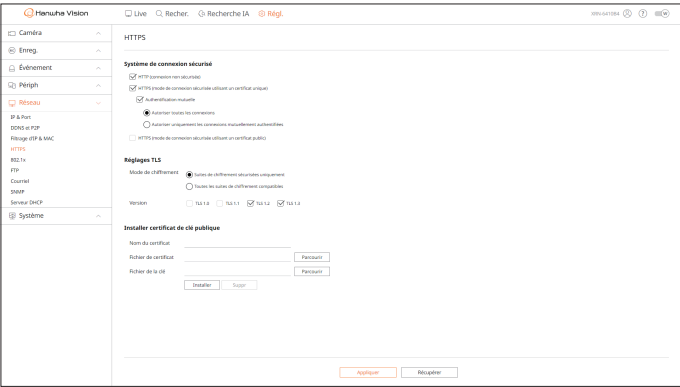 Hanwha Vision
Live Recher. Recherche IA Régl.
Caméra
Enreg.
Évènement
Périph
Réseau
IP & Port
DDNS et P2P
Filtrage d'IP & MAC
HTTPS
802.1x
FTP
Courriel
SNMP
Serveur DHCP
Système
HTTPS
Système de connexion sécurisé
HTTP (connexion non sécurisée)
HTTPS (mode de connexion sécurisée utilisant un certificat unique)
Authentification mutuelle
Autoriser toutes les connexions
Autoriser uniquement les connexions mutuellement authentifiées
HTTPS (mode de connexion sécurisée utilisant un certificat public)
Réglages TLS
Mode de chiffrement
Suites de chiffrement sécurisées uniquement
Toutes les suites de chiffrement compatibles
Version TLS 1.0 TLS 1.1 TLS 1.2 TLS 1.3
Installer certificat de clé publique
Nom du certificat
Fichier de certificat Parcourir
Fichier de la clé Parcourir
Installer Suppr
Appliquer Récupérer